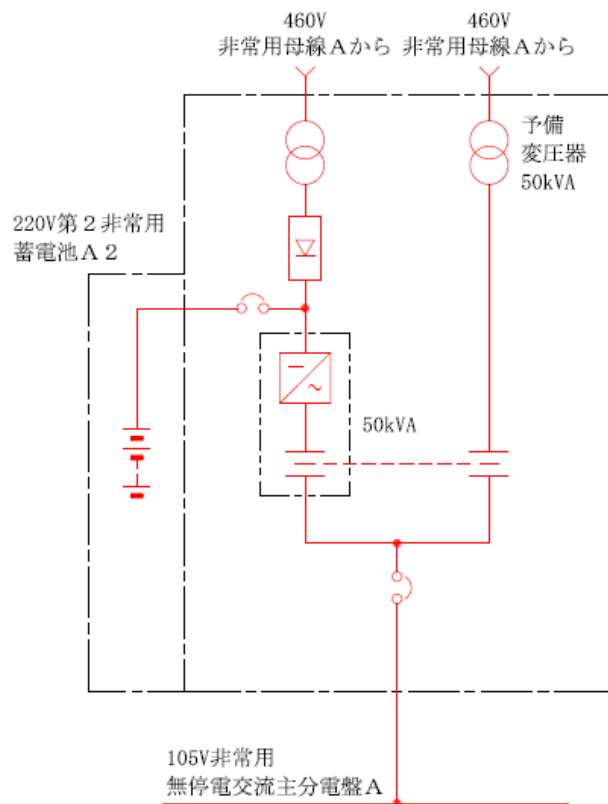 460V
非常用母線Aから
460V
非常用母線Aから
予備
変圧器
50kVA
220V第２非常用
蓄電池Ａ２
50kVA
105V非常用
無停電交流主分電盤Ａ